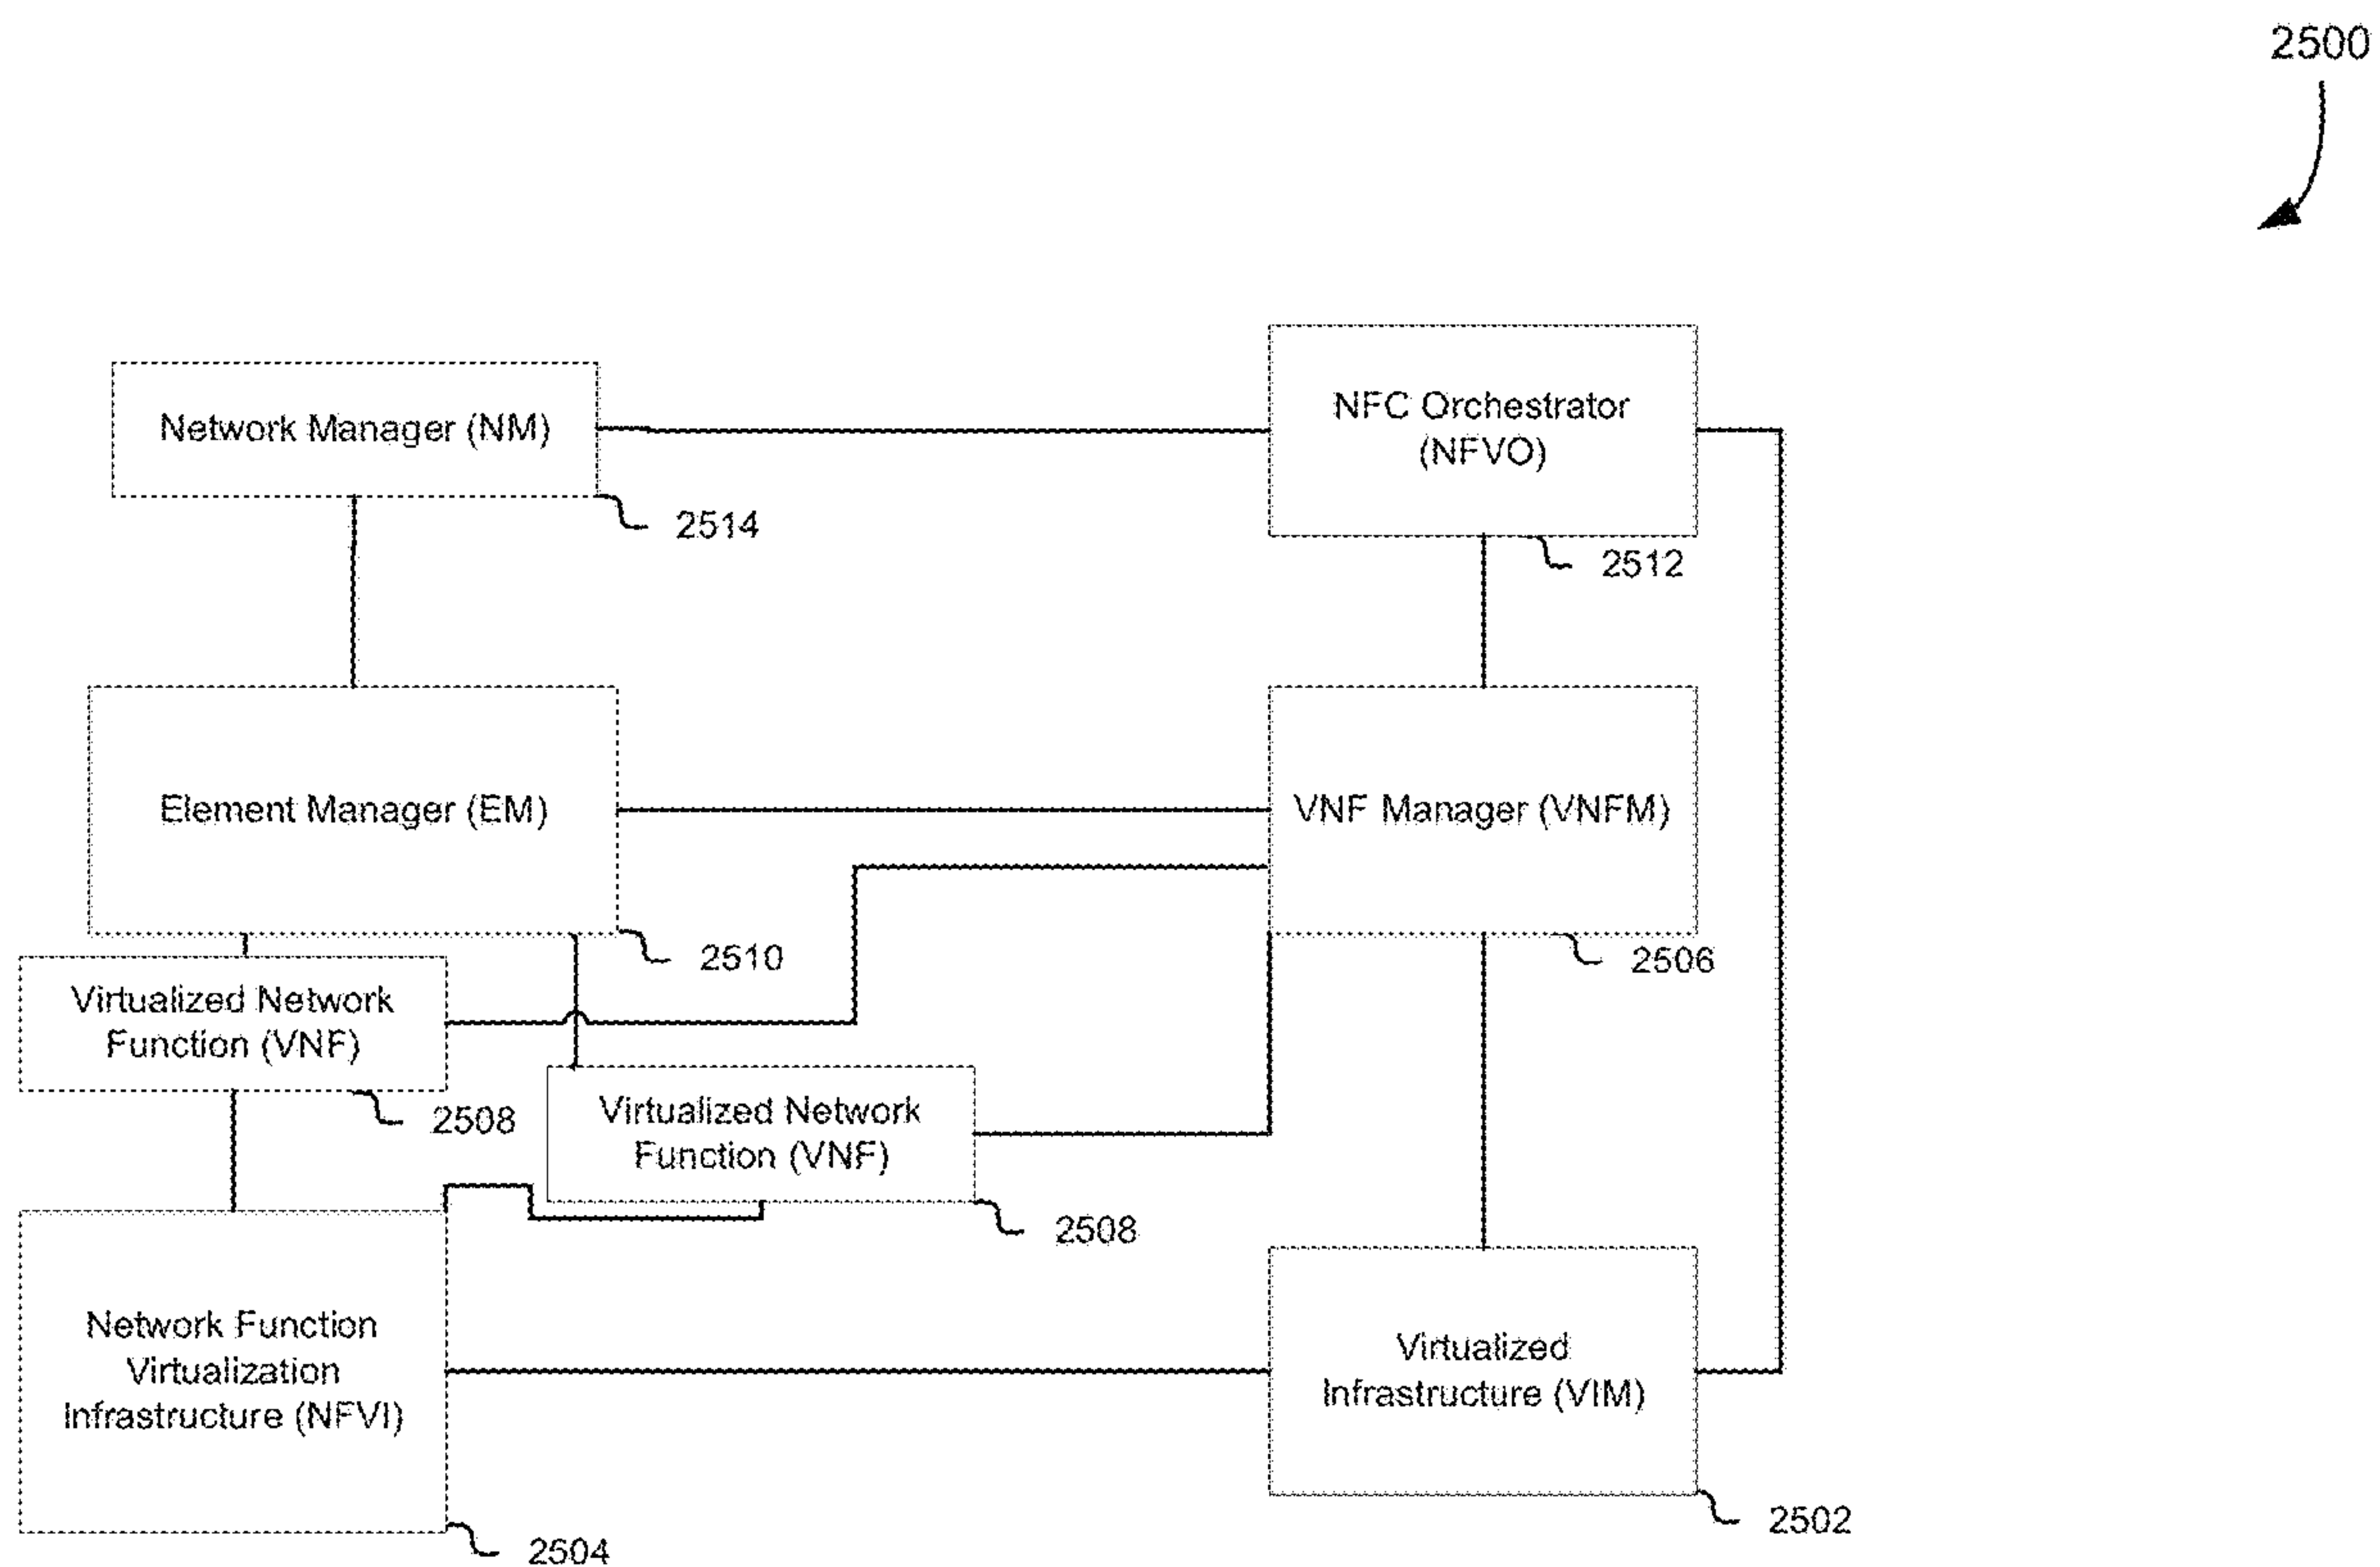 2500
Network Manager (NM)
2514
NFC Orchestrator
(NFVO)
2512
Element Manager (EM)
2510
VNF Manager (VNFM)
2506
Virtualized Network
Function (VNF)
2508
Virtualized Network
Function (VNF)
2508
Network Function
Virtualization
Infrastructure (NFVI)
2504
Virtualized
Infrastructure (VIM)
2502